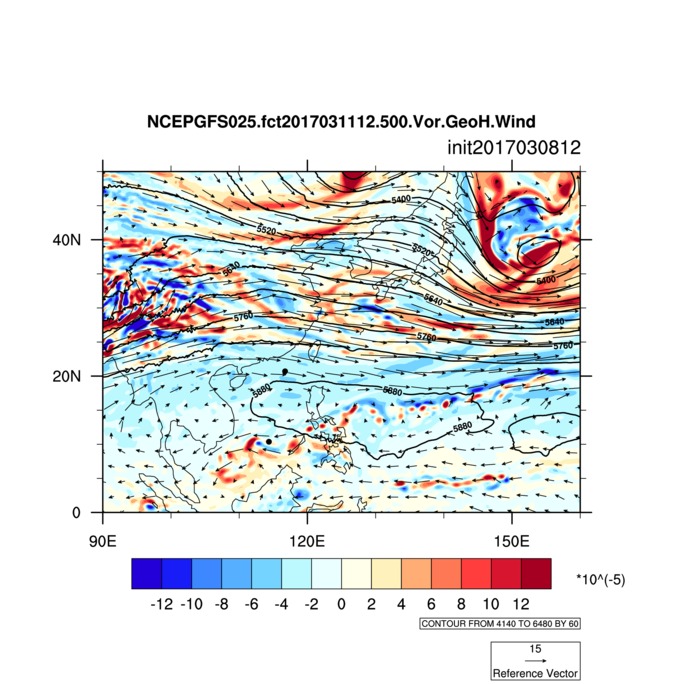 NCEPGFS025.fct2017031112.500.Vor.GeoH.Wind
init2017030812
5400
5520
40N
5520
5640
5400
5640
5640
5760
5760
5760
20N
5880
5880
5880
0
90E 120E 150E
-12 -10 -8 -6 -4 -2 0 2 4 6 8 10 12
*10^(-5)
CONTOUR FROM 4140 TO 6480 BY 60
15
Reference Vector